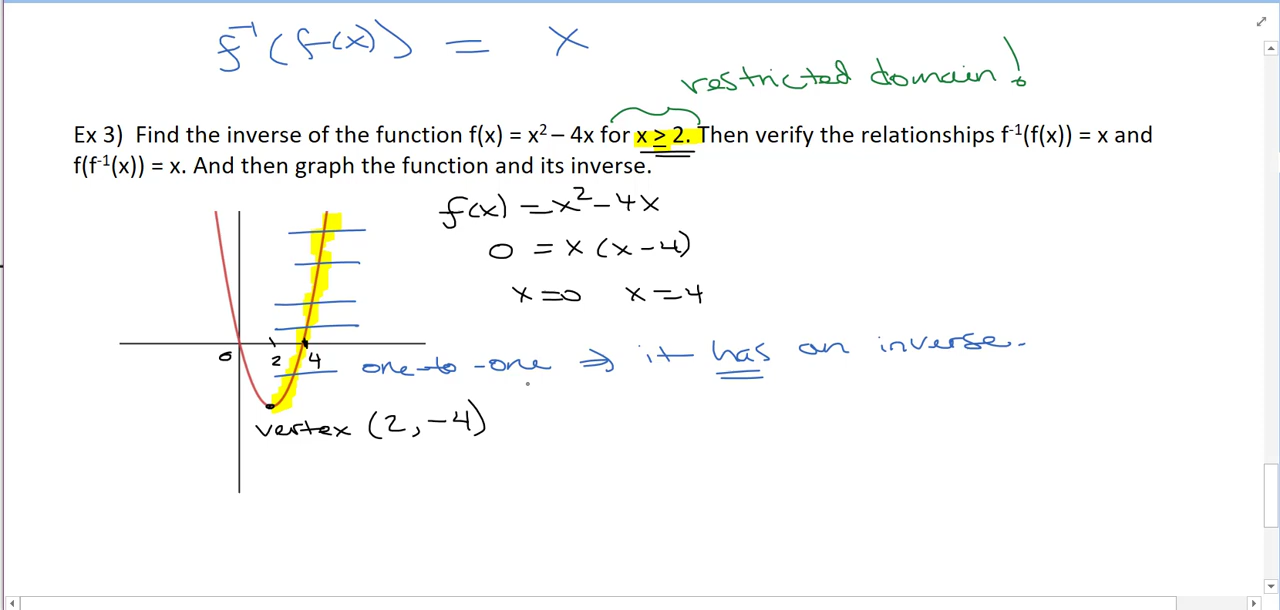 f⁻¹(f(x)) = x
restricted domain!
Ex 3) Find the inverse of the function f(x) = x² – 4x for x ≥ 2. Then verify the relationships f⁻¹(f(x)) = x and
f(f⁻¹(x)) = x. And then graph the function and its inverse.
f(x) = x² - 4x
0 = x(x-4)
x=0 x=4
0 2 4
one-to-one ⇒ it has an inverse.
vertex (2, -4)